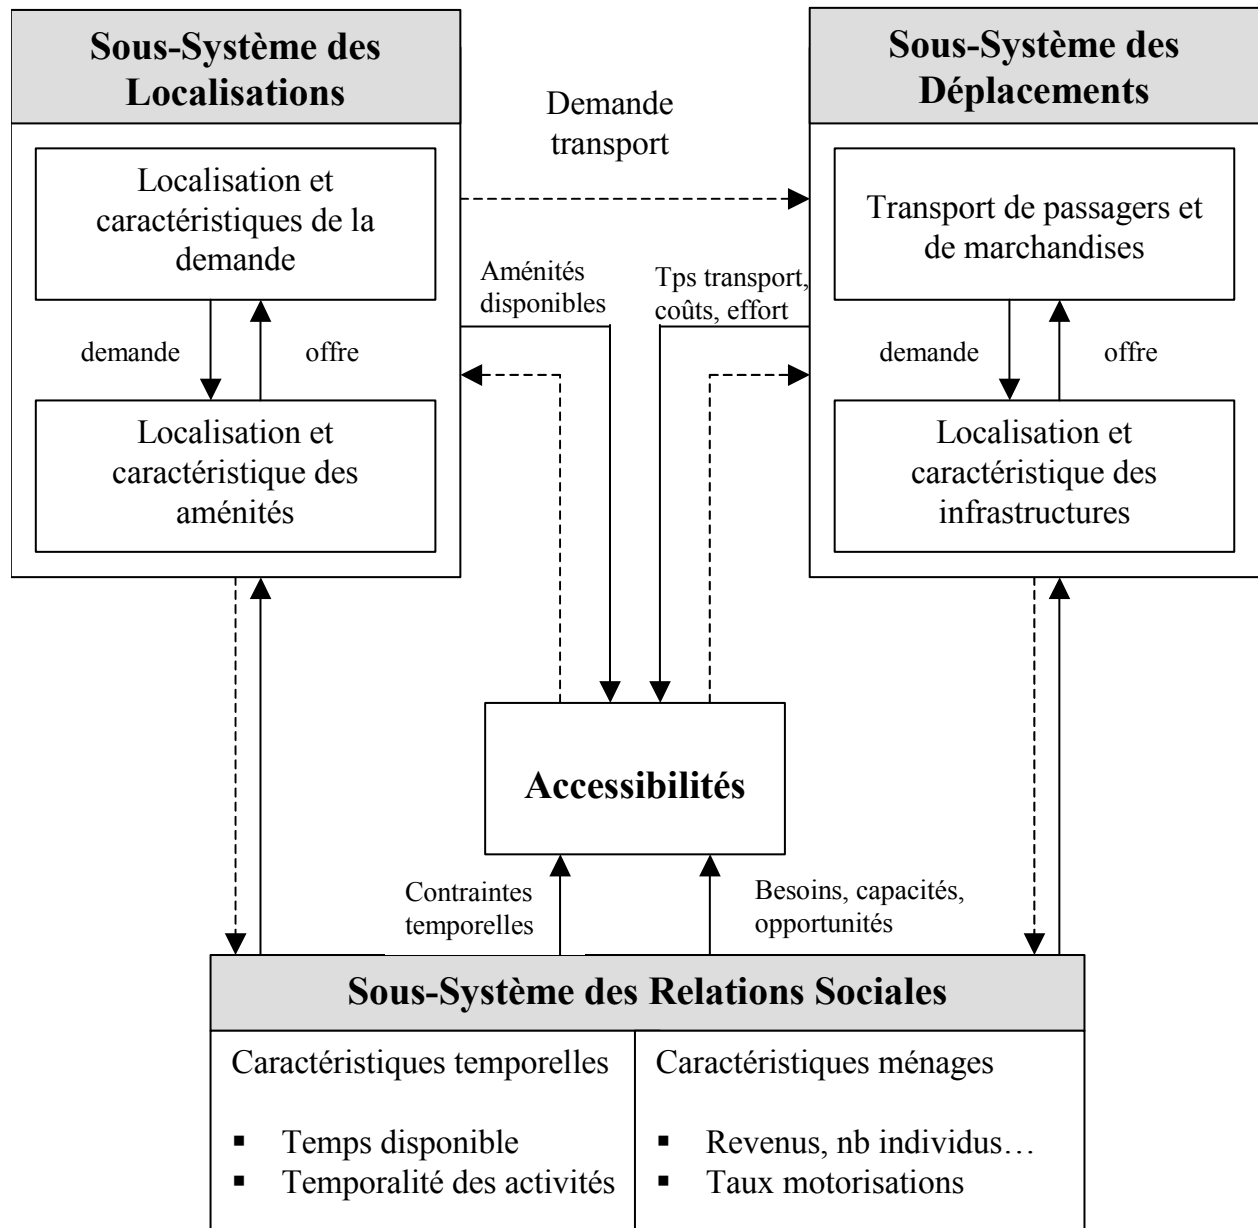 Sous-Système des
Localisations
Sous-Système des
Déplacements
Demande
transport
Localisation et
caractéristiques de la
demande
Transport de passagers et
de marchandises
Aménités
disponibles
Tps transport,
coûts, effort
demande
offre
demande
offre
Localisation et
caractéristique des
aménités
Localisation et
caractéristique des
infrastructures
Accessibilités
Contraintes
temporelles
Besoins, capacités,
opportunités
Sous-Système des Relations Sociales
Caractéristiques temporelles
▪ Temps disponible
▪ Temporalité des activités
Caractéristiques ménages
▪ Revenus, nb individus…
▪ Taux motorisations